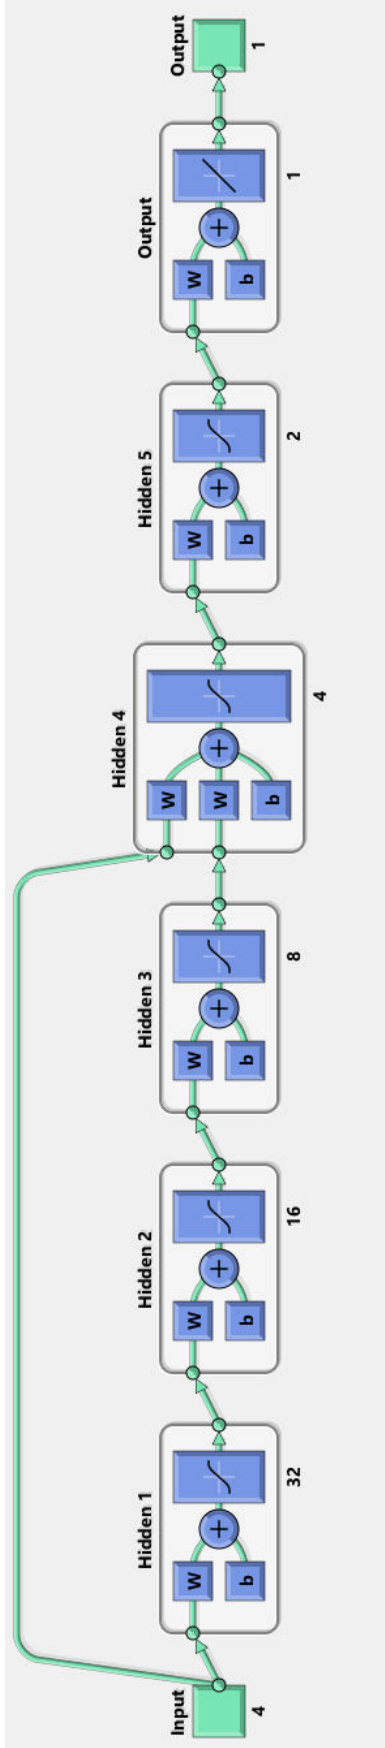 Input
4
Hidden 1
W
b
+
32
Hidden 2
W
b
+
16
Hidden 3
W
b
+
8
Hidden 4
W
W
b
+
4
Hidden 5
W
b
+
2
Output
W
b
+
1
Output
1